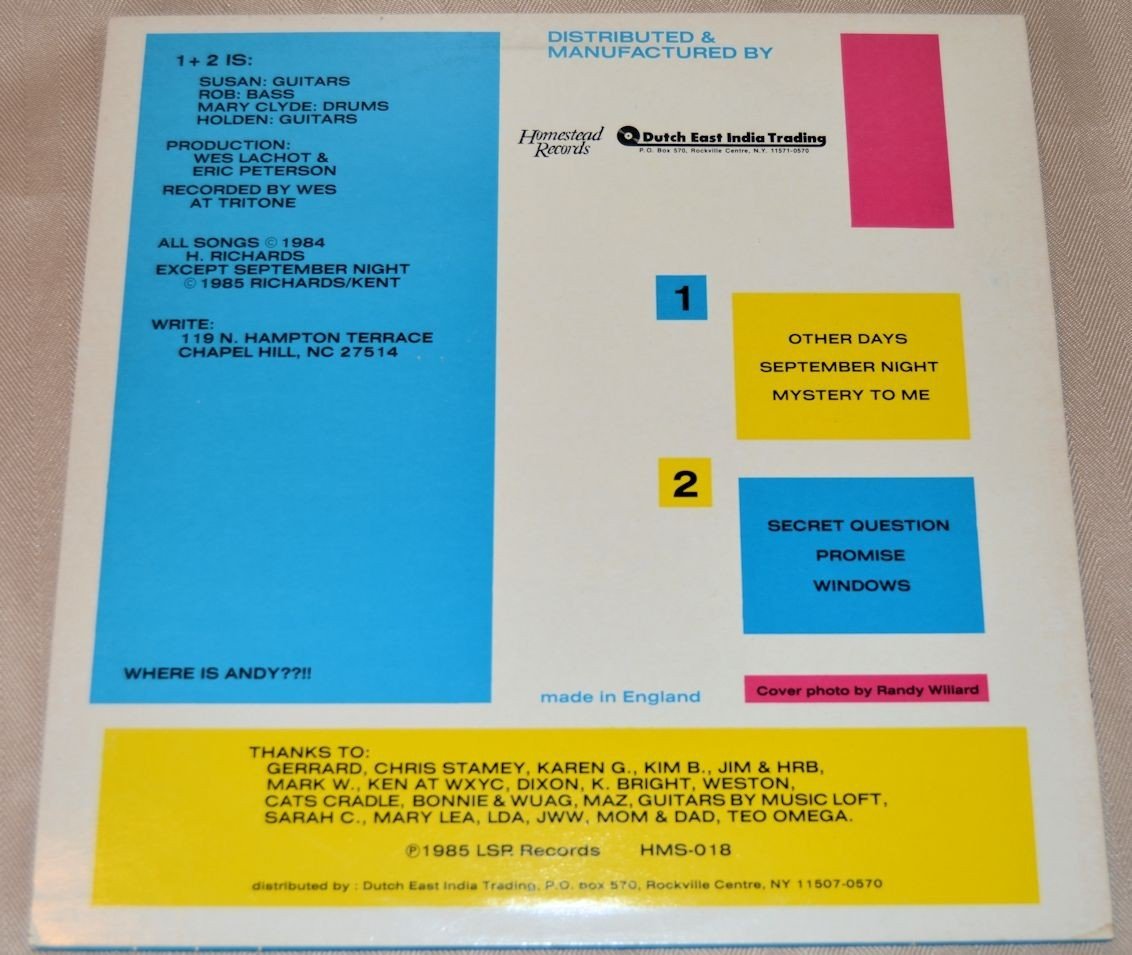 1 + 2 IS:
SUSAN: GUITARS
ROB: BASS
MARY CLYDE: DRUMS
HOLDEN: GUITARS
PRODUCTION:
WES LACHOT &
ERIC PETERSON
RECORDED BY WES
AT TRITONE
ALL SONGS © 1984
H. RICHARDS
EXCEPT SEPTEMBER NIGHT
© 1985 RICHARDS/KENT
WRITE:
119 N. HAMPTON TERRACE
CHAPEL HILL, NC 27514
WHERE IS ANDY??!!
DISTRIBUTED &
MANUFACTURED BY
Homestead
Records
Dutch East India Trading
P.O. Box 570, Rockville Centre, N.Y. 11571-0570
1
OTHER DAYS
SEPTEMBER NIGHT
MYSTERY TO ME
2
SECRET QUESTION
PROMISE
WINDOWS
made in England
Cover photo by Randy Willard
THANKS TO:
GERRARD, CHRIS STAMEY, KAREN G., KIM B., JIM & HRB,
MARK W., KEN AT WXYC, DIXON, K. BRIGHT, WESTON,
CATS CRADLE, BONNIE & WUAG, MAZ, GUITARS BY MUSIC LOFT,
SARAH C., MARY LEA, LDA, JWW, MOM & DAD, TEO OMEGA.
℗1985 LSR Records HMS-018
distributed by : Dutch East India Trading, P.O. box 570, Rockville Centre, NY 11507-0570